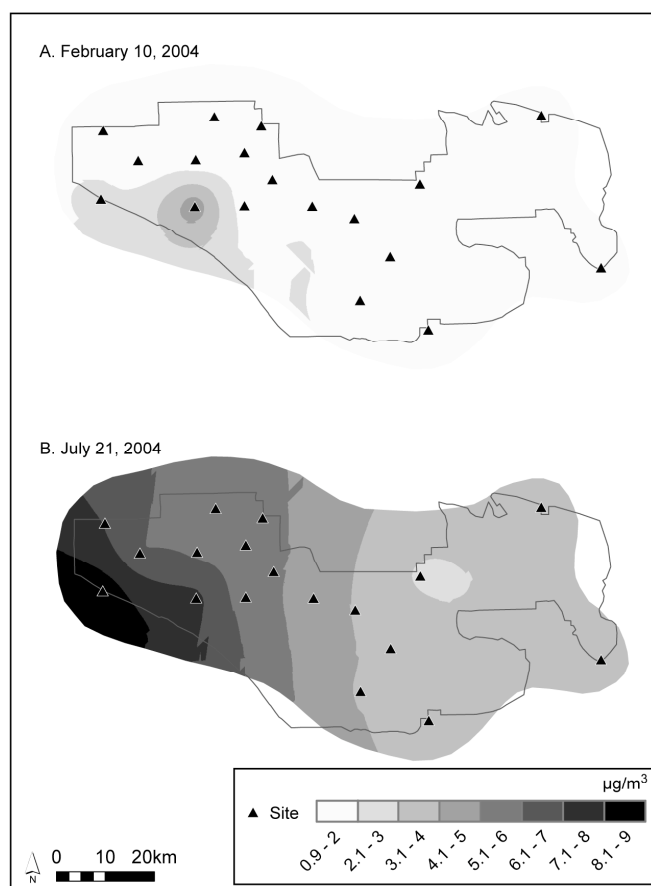 A. February 10, 2004
B. July 21, 2004
µg/m³
Site
0.9 - 2
2.1 - 3
3.1 - 4
4.1 - 5
5.1 - 6
6.1 - 7
7.1 - 8
8.1 - 9
N
0 10 20km